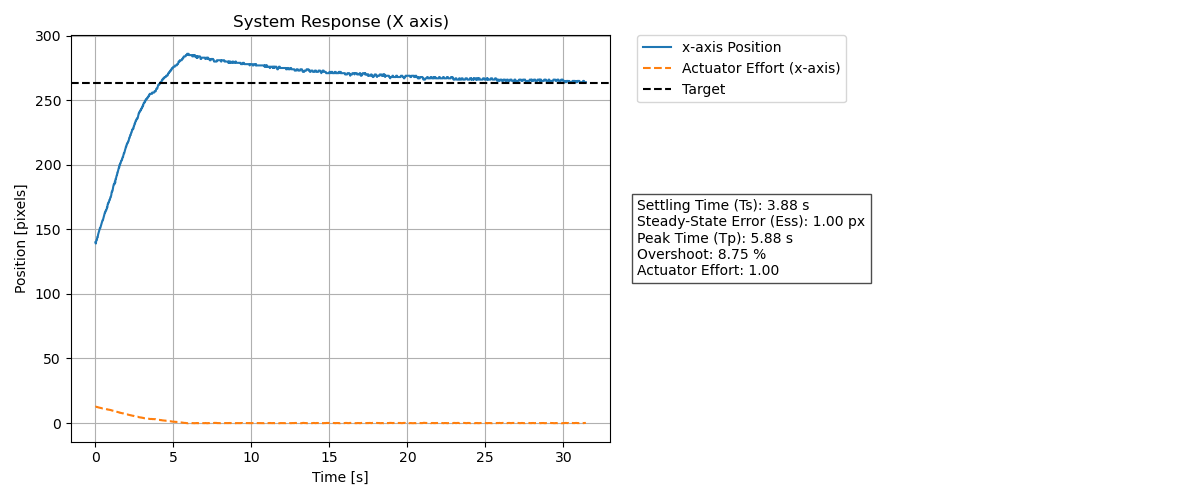 System Response (X axis)
Position [pixels]
300
250
200
150
100
50
0
0 5 10 15 20 25 30
Time [s]
x-axis Position
Actuator Effort (x-axis)
Target
Settling Time (Ts): 3.88 s
Steady-State Error (Ess): 1.00 px
Peak Time (Tp): 5.88 s
Overshoot: 8.75 %
Actuator Effort: 1.00